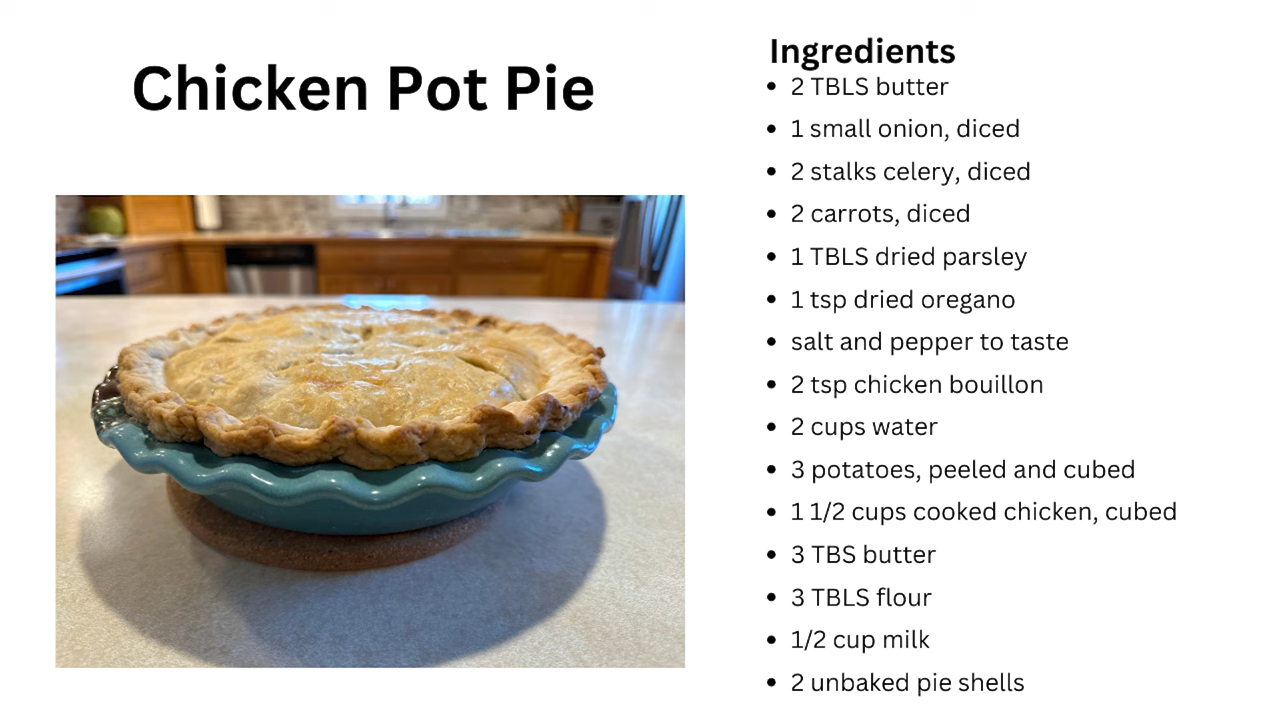 Chicken Pot Pie
Ingredients
• 2 TBLS butter
• 1 small onion, diced
• 2 stalks celery, diced
• 2 carrots, diced
• 1 TBLS dried parsley
• 1 tsp dried oregano
• salt and pepper to taste
• 2 tsp chicken bouillon
• 2 cups water
• 3 potatoes, peeled and cubed
• 1 1/2 cups cooked chicken, cubed
• 3 TBS butter
• 3 TBLS flour
• 1/2 cup milk
• 2 unbaked pie shells